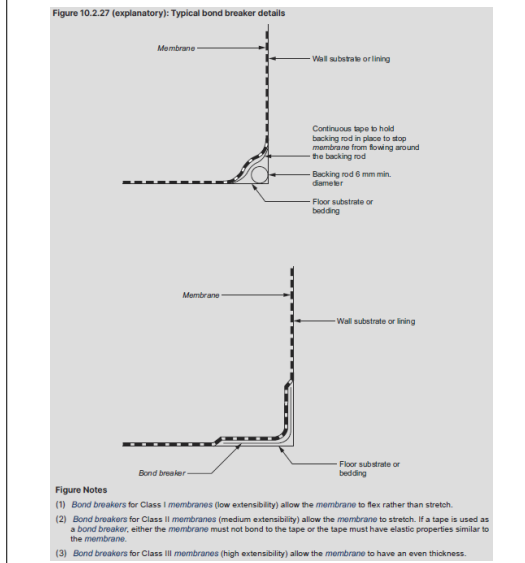 Figure 10.2.27 (explanatory): Typical bond breaker details
Membrane
Wall substrate or lining
Continuous tape to hold
backing rod in place to stop
membrane from flowing around
the backing rod
Backing rod 6 mm min.
diameter
Floor substrate or
bedding
Membrane
Wall substrate or lining
Floor substrate or
bedding
Bond breaker
Figure Notes
(1) Bond breakers for Class I membranes (low extensibility) allow the membrane to flex rather than stretch.
(2) Bond breakers for Class II membranes (medium extensibility) allow the membrane to stretch. If a tape is used as
a bond breaker, either the membrane must not bond to the tape or the tape must have elastic properties similar to
the membrane.
(3) Bond breakers for Class III membranes (high extensibility) allow the membrane to have an even thickness.